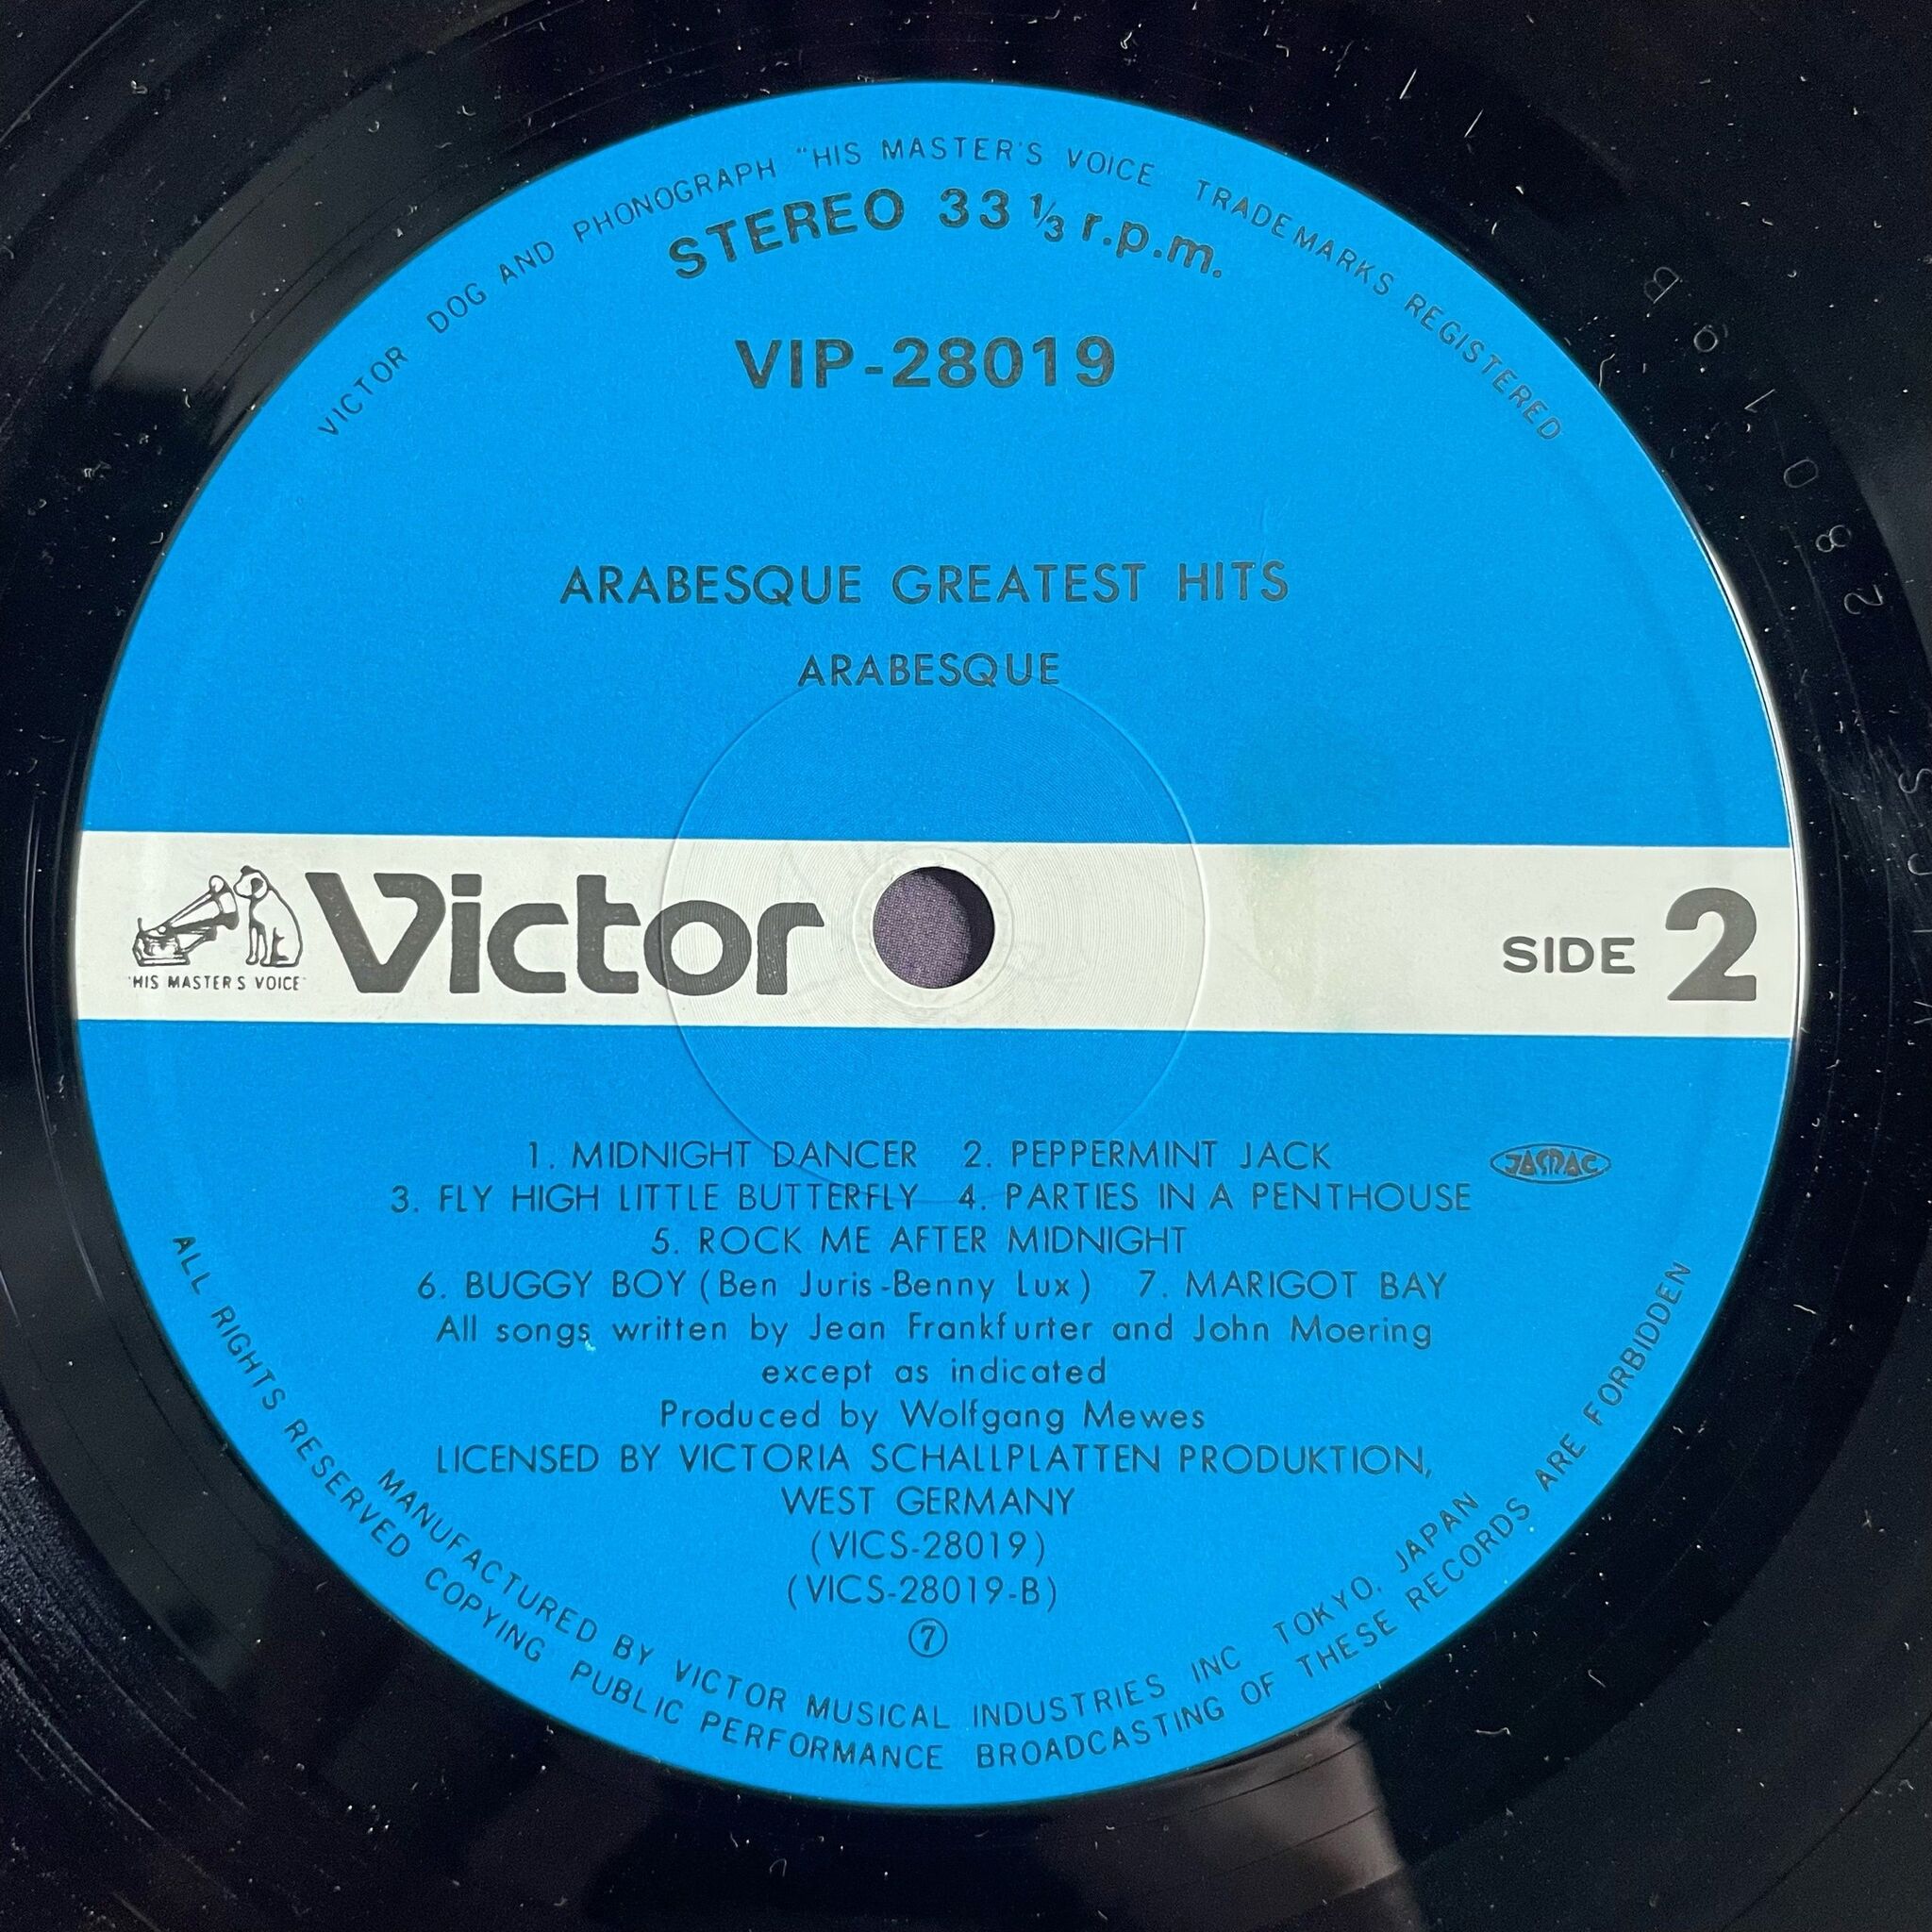 VICTOR DOG AND PHONOGRAPH "HIS MASTER'S VOICE TRADE MARKS REGISTERED
STEREO 33 1/3 r.p.m.
VIP-28019
ARABESQUE GREATEST HITS
ARABESQUE
Victor
"HIS MASTER'S VOICE"
SIDE 2
1. MIDNIGHT DANCER 2. PEPPERMINT JACK
JASRAC
3. FLY HIGH LITTLE BUTTERFLY 4. PARTIES IN A PENTHOUSE
5. ROCK ME AFTER MIDNIGHT
6. BUGGY BOY (Ben Juris-Benny Lux) 7. MARIGOT BAY
All songs written by Jean Frankfurter and John Moering
except as indicated
Produced by Wolfgang Mewes
LICENSED BY VICTORIA SCHALLPLATTEN PRODUKTION,
WEST GERMANY
(VICS-28019)
(VICS-28019-B)
⑦
MANUFACTURED BY VICTOR MUSICAL INDUSTRIES INC TOKYO, JAPAN
ALL RIGHTS RESERVED COPYING PUBLIC PERFORMANCE BROADCASTING OF THESE RECORDS ARE FORBIDDEN